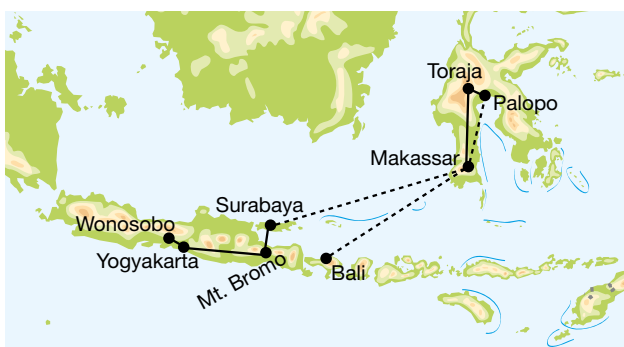 Toraja
Palopo
Makassar
Surabaya
Wonosobo
Yogyakarta
Mt. Bromo
Bali